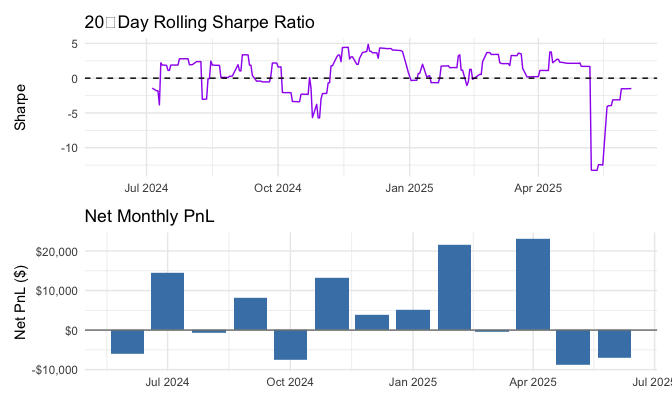 20▯Day Rolling Sharpe Ratio
5
0
-5
-10
Sharpe
Jul 2024
Oct 2024
Jan 2025
Apr 2025
Net Monthly PnL
$20,000
$10,000
$0
-$10,000
Net PnL ($)
Jul 2024
Oct 2024
Jan 2025
Apr 2025
Jul 2025